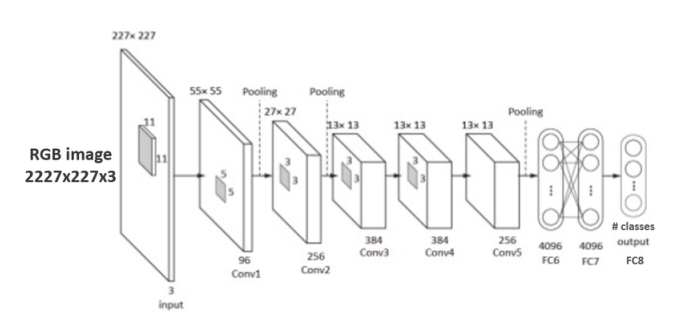 227× 227
RGB image
2227x227x3
11
11
3
input
55× 55
5
5
96
Conv1
Pooling
27× 27
3
3
256
Conv2
Pooling
13× 13
3
3
384
Conv3
13× 13
3
3
384
Conv4
13× 13
256
Conv5
Pooling
4096
FC6
4096
FC7
# classes
output
FC8